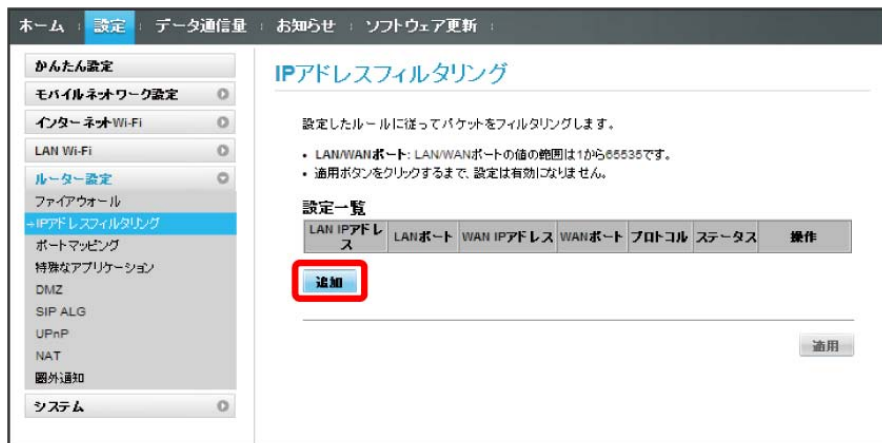 ホーム 設定 データ通信量 お知らせ ソフトウェア更新
かんたん設定
モバイルネットワーク設定
インターネットWi-Fi
LAN Wi-Fi
ルーター設定
ファイアウォール
IPアドレスフィルタリング
ポートマッピング
特殊なアプリケーション
DMZ
SIP ALG
UPnP
NAT
圏外通知
システム
IPアドレスフィルタリング
設定したルールに従ってパケットをフィルタリングします。
• LAN/WANポート: LAN/WANポートの値の範囲は1から65535です。
• 適用ボタンをクリックするまで、設定は有効になりません。
設定一覧
LAN IPアドレス LANポート WAN IPアドレス WANポート プロトコル ステータス 操作
追加
適用